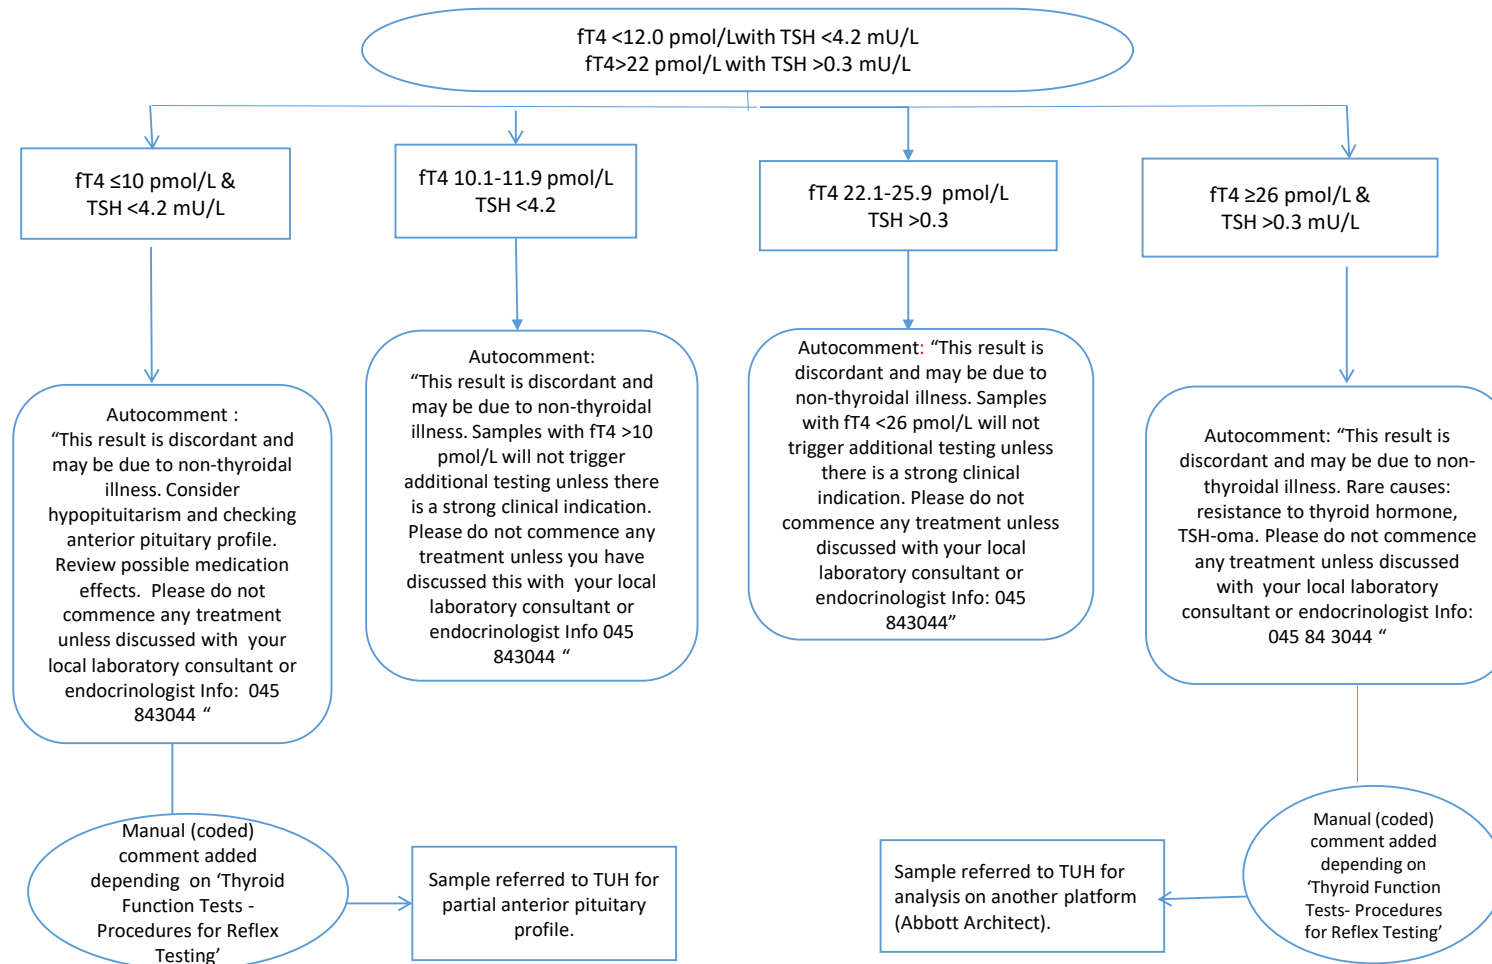 fT4 <12.0 pmol/Lwith TSH <4.2 mU/L
fT4>22 pmol/L with TSH >0.3 mU/L
fT4 ≤10 pmol/L &
TSH <4.2 mU/L
fT4 10.1-11.9 pmol/L
TSH <4.2
fT4 22.1-25.9 pmol/L
TSH >0.3
fT4 ≥26 pmol/L &
TSH >0.3 mU/L
Autocomment :
“This result is discordant and
may be due to non-thyroidal
illness. Consider
hypopituitarism and checking
anterior pituitary profile.
Review possible medication
effects. Please do not
commence any treatment
unless discussed with your
local laboratory consultant or
endocrinologist Info: 045
843044 “
Autocomment:
“This result is discordant and
may be due to non-thyroidal
illness. Samples with fT4 >10
pmol/L will not trigger
additional testing unless there
is a strong clinical indication.
Please do not commence any
treatment unless you have
discussed this with your local
laboratory consultant or
endocrinologist Info 045
843044 “
Autocomment: “This result is
discordant and may be due to
non-thyroidal illness. Samples
with fT4 <26 pmol/L will not
trigger additional testing unless
there is a strong clinical
indication. Please do not
commence any treatment unless
discussed with your local
laboratory consultant or
endocrinologist Info: 045
843044”
Autocomment: “This result is
discordant and may be due to non-
thyroidal illness. Rare causes:
resistance to thyroid hormone,
TSH-oma. Please do not commence
any treatment unless discussed
with your local laboratory
consultant or endocrinologist Info:
045 84 3044 “
Manual (coded)
comment added
depending on ‘Thyroid
Function Tests -
Procedures for Reflex
Testing’
Sample referred to TUH for
partial anterior pituitary
profile.
Sample referred to TUH for
analysis on another platform
(Abbott Architect).
Manual (coded)
comment added
depending on
‘Thyroid Function
Tests- Procedures
for Reflex Testing’